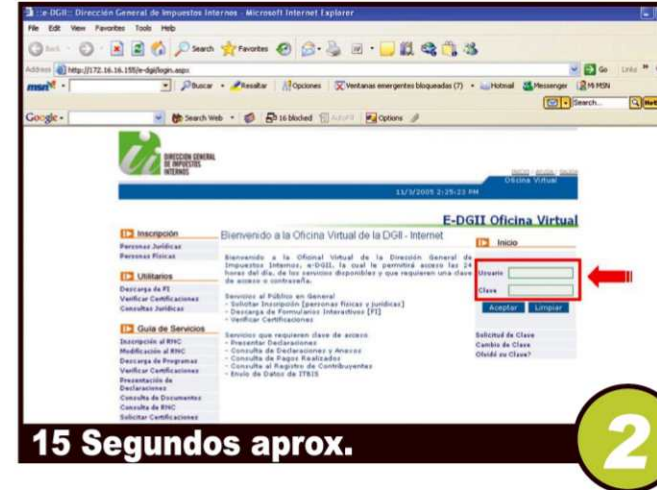 ::e-DGII:: Dirección General de Impuestos Internos - Microsoft Internet Explorer
File Edit View Favorites Tools Help
Back Search Favorites
Address http://172.16.16.155/e-dgi/login.aspx Go Links
msn Buscar Resaltar Opciones Ventanas emergentes bloqueadas (7) Hotmail Messenger Mi MSN
Search...
Google Search Web 16 blocked AutoFill Options
DIRECCIÓN GENERAL
DE IMPUESTOS
INTERNOS
Oficina Virtual
11/3/2005 2:25:23 PM
E-DGII Oficina Virtual
Inscripción
Personas Jurídicas
Personas Físicas
Utilitarios
Descarga de FI
Verificar Certificaciones
Consultas Jurídicas
Guía de Servicios
Inscripción al RNC
Modificación al RNC
Descarga de Programas
Verificar Certificaciones
Presentación de
Declaraciones
Consulta de Documentos
Consulta de RNC
Solicitar Certificaciones
Bienvenido a la Oficina Virtual de la DGII - Internet
Bienvenido a la Oficinal Virtual de la Dirección General de
Impuestos Internos, e-DGII, la cual le permitirá acceso las 24
horas del día, de los servicios disponibles y que requieren una clave
de acceso o contraseña.
Servicios al Público en General
- Solicitar Inscripción [personas físicas y jurídicas]
- Descarga de Formularios Interactivos [FI]
- Verificar Certificaciones
Servicios que requieren clave de acceso
- Presentar Declaraciones
- Consulta de Declaraciones y Anexos
- Consulta de Pagos Realizados
- Consulta al Registro de Contribuyentes
- Envío de Datos de ITBIS
Inicio
Usuario
Clave
Aceptar Limpiar
Solicitud de Clave
Cambio de Clave
Olvidó su Clave?
15 Segundos aprox.
2